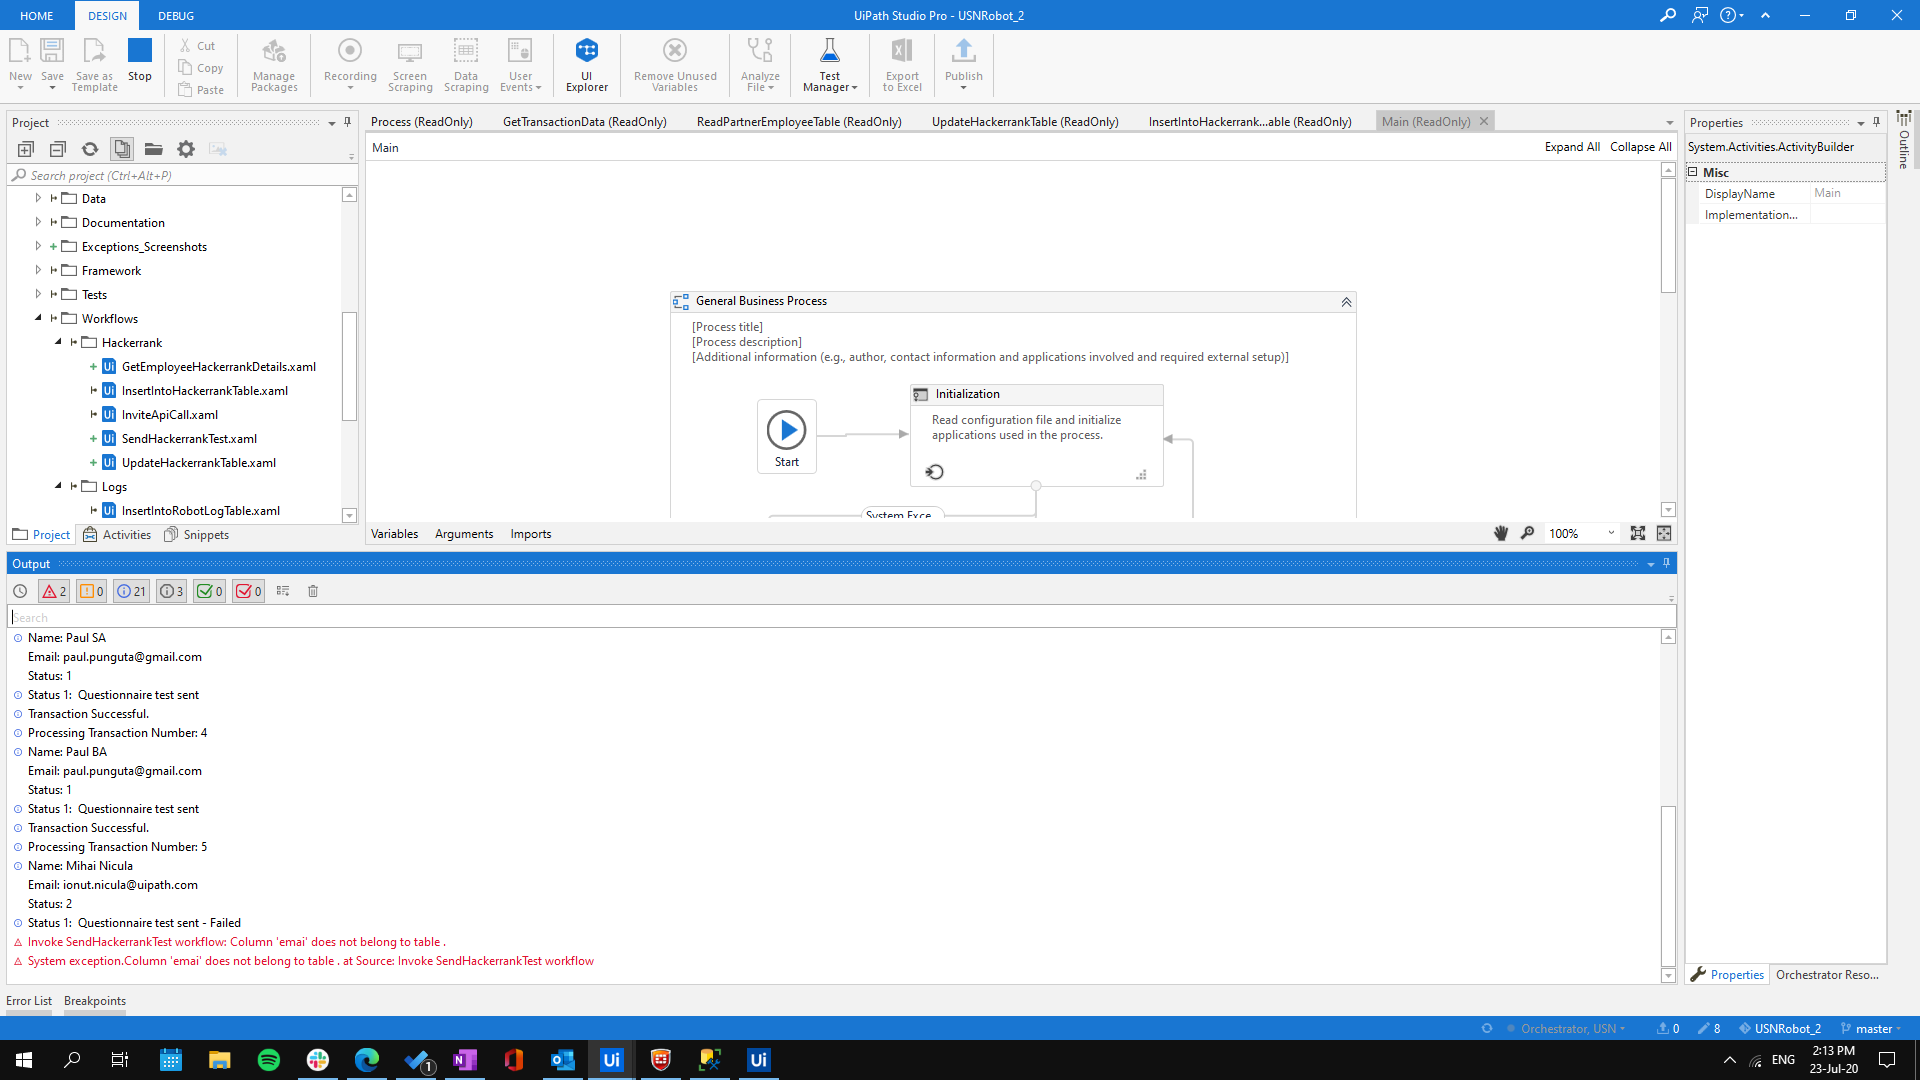 HOME
DESIGN
DEBUG
UiPath Studio Pro - USNRobot_2
New
Save
Save as Template
Stop
Cut
Copy
Paste
Manage Packages
Recording
Screen Scraping
Data Scraping
User Events
UI Explorer
Remove Unused Variables
Analyze File
Test Manager
Export to Excel
Publish
Project
Search project (Ctrl+Alt+P)
Data
Documentation
Exceptions_Screenshots
Framework
Tests
Workflows
Hackerrank
GetEmployeeHackerrankDetails.xaml
InsertIntoHackerrankTable.xaml
InviteApiCall.xaml
SendHackerrankTest.xaml
UpdateHackerrankTable.xaml
Logs
InsertIntoRobotLogTable.xaml
Project
Activities
Snippets
Process (ReadOnly)
GetTransactionData (ReadOnly)
ReadPartnerEmployeeTable (ReadOnly)
UpdateHackerrankTable (ReadOnly)
InsertIntoHackerrank...able (ReadOnly)
Main (ReadOnly)
Main
Expand All
Collapse All
General Business Process
[Process title]
[Process description]
[Additional information (e.g., author, contact information and applications involved and required external setup)]
Start
Initialization
Read configuration file and initialize
applications used in the process.
System Exce
Variables
Arguments
Imports
100%
Properties
System.Activities.ActivityBuilder
Misc
DisplayName
Main
Implementation...
Outline
Properties
Orchestrator Reso...
Output
2
0
21
3
0
0
Search
Name: Paul SA
Email: paul.punguta@gmail.com
Status: 1
Status 1:  Questionnaire test sent
Transaction Successful.
Processing Transaction Number: 4
Name: Paul BA
Email: paul.punguta@gmail.com
Status: 1
Status 1:  Questionnaire test sent
Transaction Successful.
Processing Transaction Number: 5
Name: Mihai Nicula
Email: ionut.nicula@uipath.com
Status: 2
Status 1:  Questionnaire test sent - Failed
Invoke SendHackerrankTest workflow: Column 'emai' does not belong to table .
System exception.Column 'emai' does not belong to table . at Source: Invoke SendHackerrankTest workflow
Error List
Breakpoints
Orchestrator, USN
0
8
USNRobot_2
master
Ui
Ui
1
ENG
2:13 PM
23-Jul-20